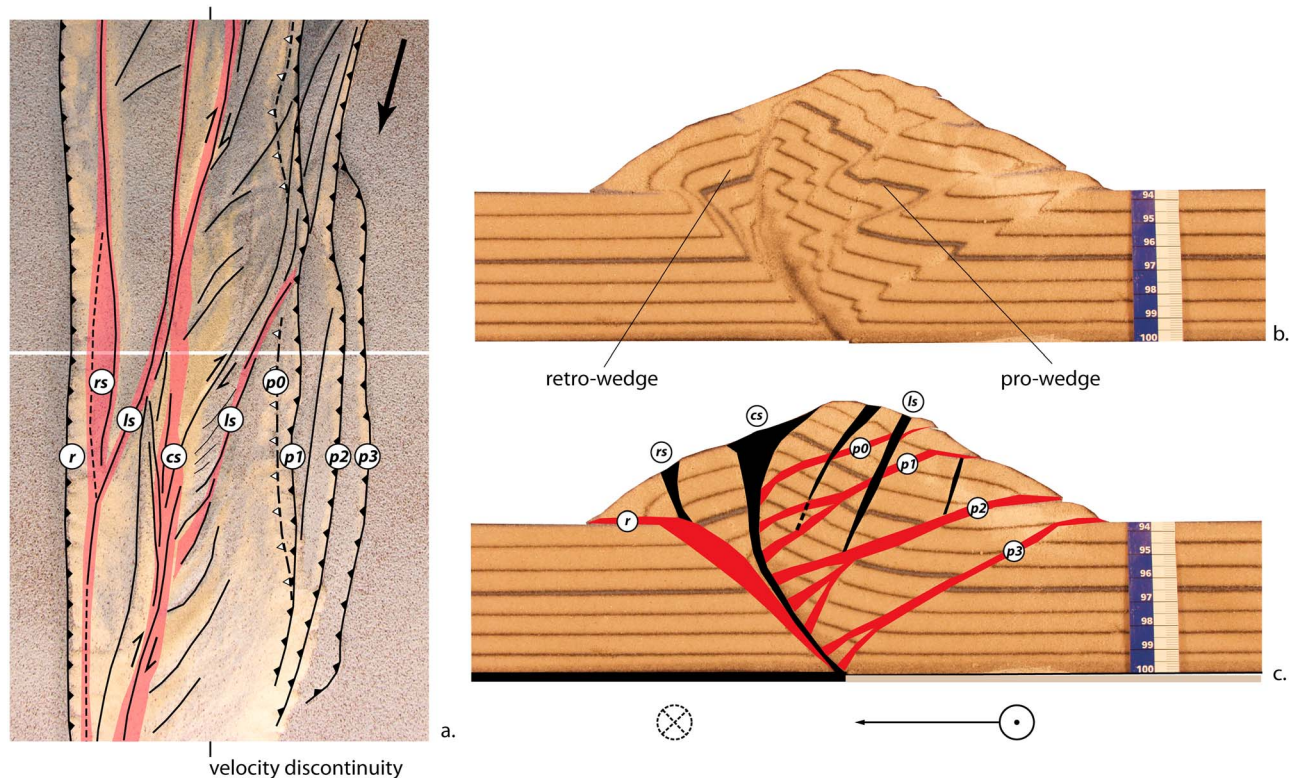 rs
ls
r
cs
ls
p0
p1
p2
p3
a.
velocity discontinuity
94
95
96
97
98
99
100
b.
retro-wedge
pro-wedge
cs
ls
rs
p0
p1
r
p2
p3
94
95
96
97
98
99
100
c.